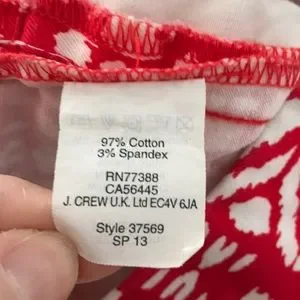 97% Cotton
3% Spandex
RN77388
CA56445
J. CREW U.K. Ltd EC4V 6JA
Style 37569
SP 13